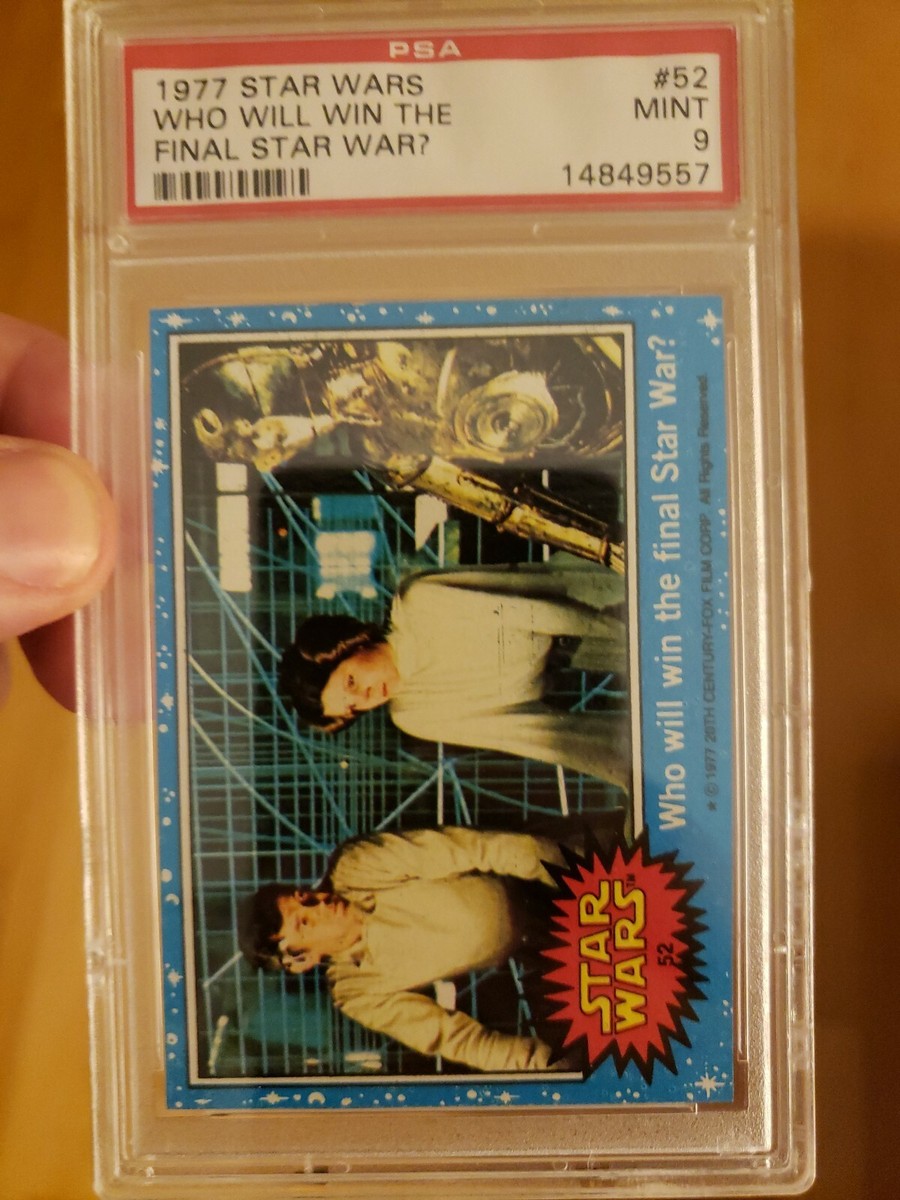 PSA
1977 STAR WARS #52
WHO WILL WIN THE MINT
FINAL STAR WAR? 9
14849557
Who will win the final Star War?
* © 1977 20TH CENTURY-FOX FILM CORP. All Rights Reserved.
STAR
WARS™
52